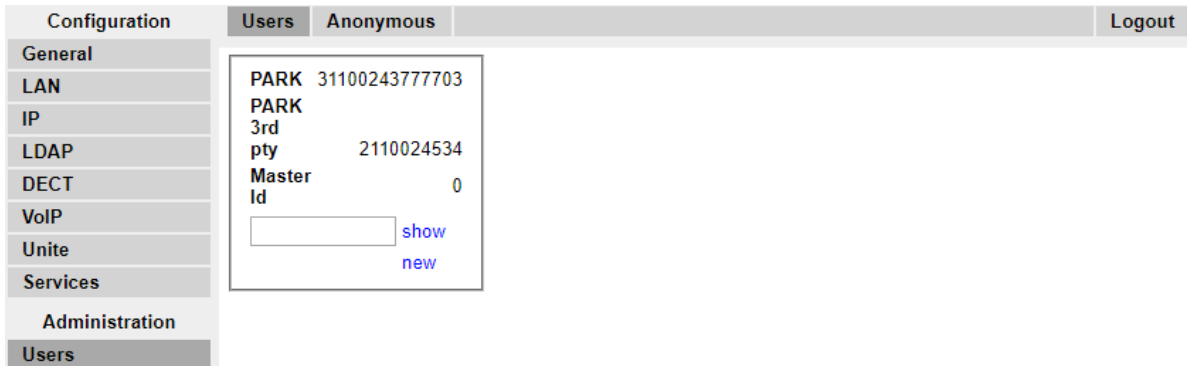 Configuration
General
LAN
IP
LDAP
DECT
VoIP
Unite
Services
Administration
Users
Users Anonymous Logout
PARK 31100243777703
PARK
3rd
pty 2110024534
Master
Id 0
show
new